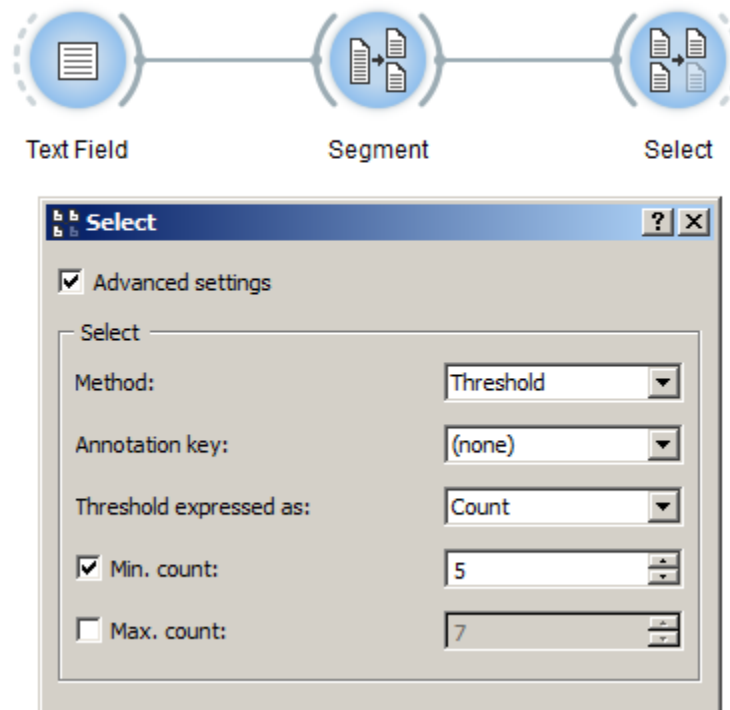 Text Field Segment Select
Select ? X
Advanced settings
Select
Method: Threshold
Annotation key: (none)
Threshold expressed as: Count
Min. count: 5
Max. count: 7